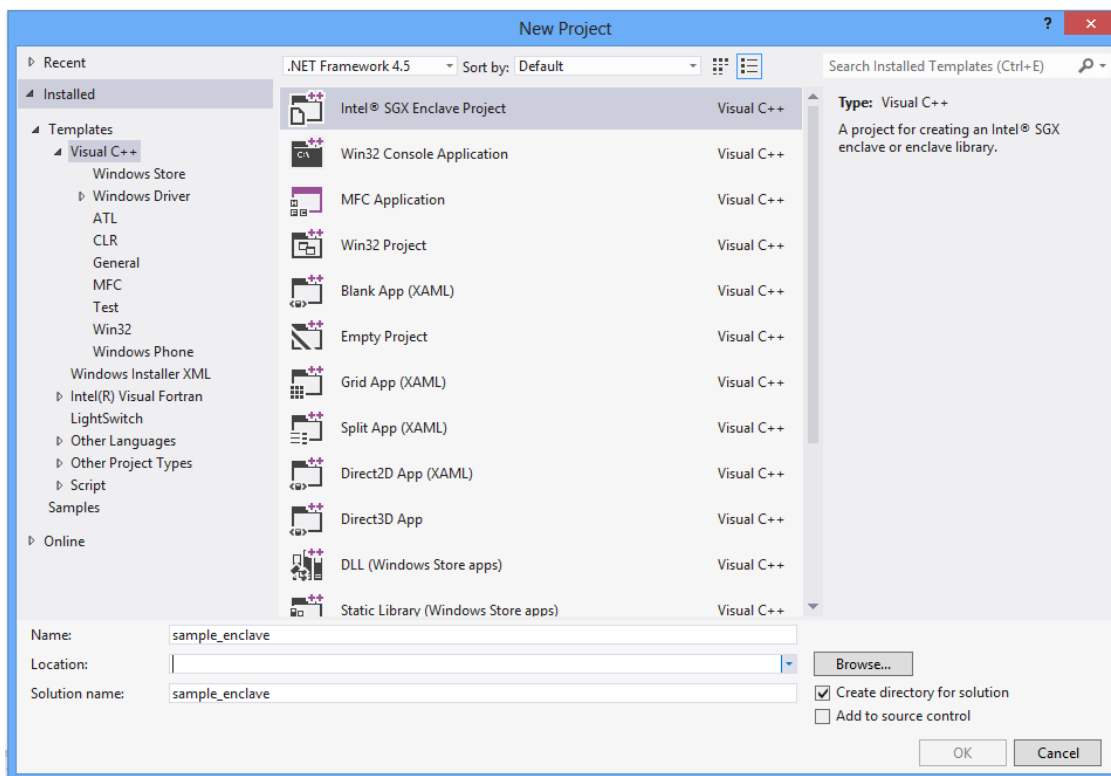 New Project
?
Recent
.NET Framework 4.5
Sort by: Default
Search Installed Templates (Ctrl+E)
Installed
Templates
Visual C++
Windows Store
Windows Driver
ATL
CLR
General
MFC
Test
Win32
Windows Phone
Windows Installer XML
Intel(R) Visual Fortran
LightSwitch
Other Languages
Other Project Types
Script
Samples
Online
Intel® SGX Enclave Project Visual C++
Win32 Console Application Visual C++
MFC Application Visual C++
Win32 Project Visual C++
Blank App (XAML) Visual C++
Empty Project Visual C++
Grid App (XAML) Visual C++
Split App (XAML) Visual C++
Direct2D App (XAML) Visual C++
Direct3D App Visual C++
DLL (Windows Store apps) Visual C++
Static Library (Windows Store apps) Visual C++
Type: Visual C++
A project for creating an Intel® SGX
enclave or enclave library.
Name: sample_enclave
Location:
Browse...
Solution name: sample_enclave
Create directory for solution
Add to source control
OK
Cancel